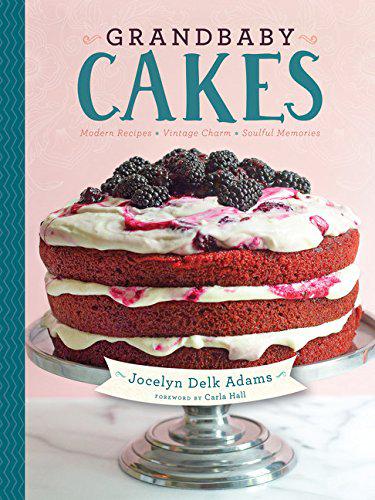 GRANDBABY
CAKES
Modern Recipes • Vintage Charm • Soulful Memories
Jocelyn Delk Adams
FOREWORD BY Carla Hall